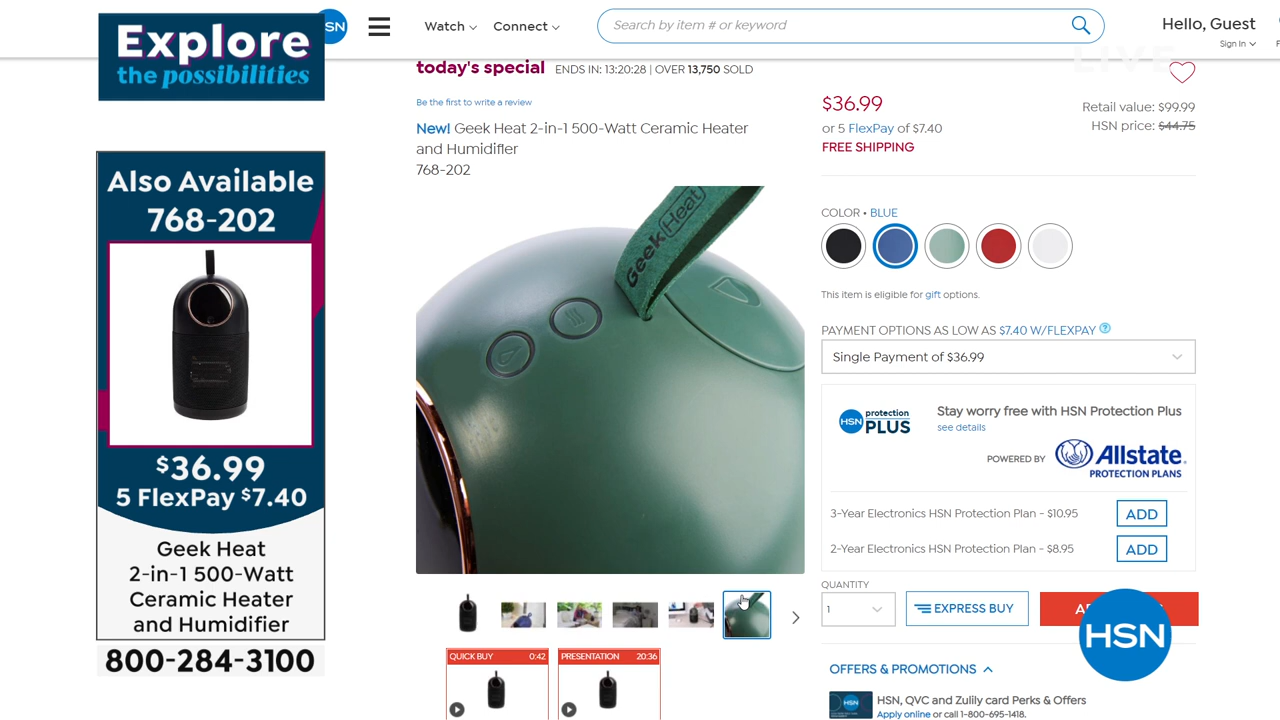 Explore
the possibilities
SN
Watch
Connect
Search by item # or keyword
Hello, Guest
Sign In
LIVE
today's special
ENDS IN: 13:20:28 | OVER 13,750 SOLD
Be the first to write a review
New! Geek Heat 2-in-1 500-Watt Ceramic Heater
and Humidifier
768-202
$36.99
or 5 FlexPay of $7.40
FREE SHIPPING
Retail value: $99.99
HSN price: $44.75
Also Available
768-202
$36.99
5 FlexPay $7.40
Geek Heat
2-in-1 500-Watt
Ceramic Heater
and Humidifier
800-284-3100
Geek Heat
COLOR • BLUE
This item is eligible for gift options.
PAYMENT OPTIONS AS LOW AS $7.40 W/FLEXPAY ?
Single Payment of $36.99
HSN protection PLUS
Stay worry free with HSN Protection Plus
see details
POWERED BY Allstate
PROTECTION PLANS
3-Year Electronics HSN Protection Plan - $10.95
ADD
2-Year Electronics HSN Protection Plan - $8.95
ADD
QUANTITY
1
EXPRESS BUY
HSN
QUICK BUY 0:42
PRESENTATION 20:36
OFFERS & PROMOTIONS
HSN, QVC and Zulily card Perks & Offers
Apply online or call 1-800-695-1418.